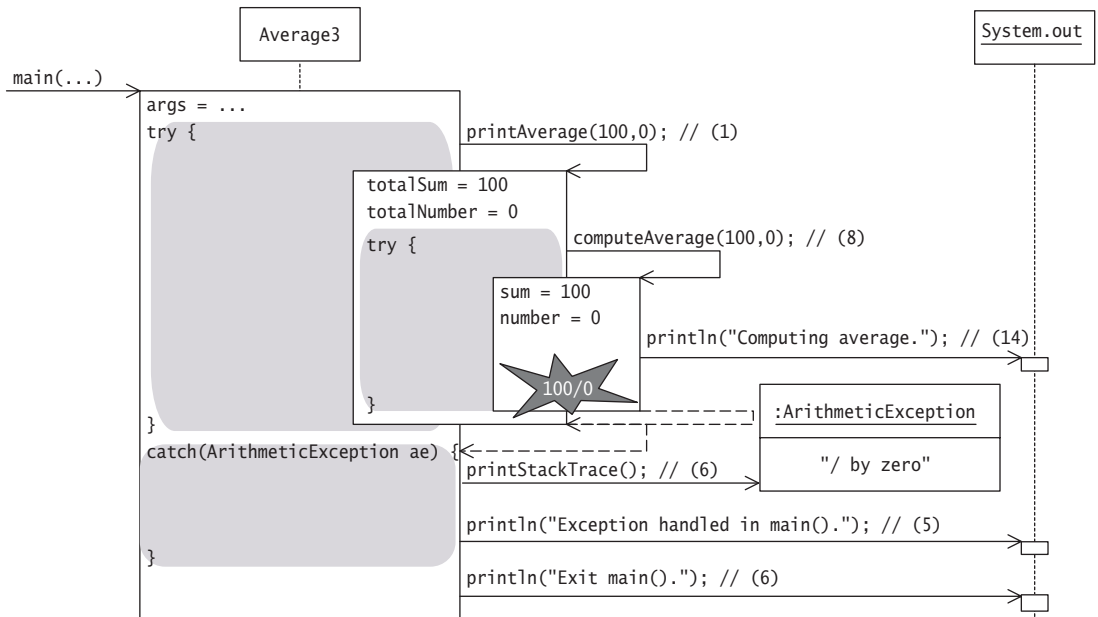 Average3
System.out
main(...)
args = ...
try {
printAverage(100,0); // (1)
totalSum = 100
totalNumber = 0
try {
computeAverage(100,0); // (8)
sum = 100
number = 0
println("Computing average."); // (14)
100/0
}
:ArithmeticException
}
catch(ArithmeticException ae) {
"/ by zero"
printStackTrace(); // (6)
println("Exception handled in main()."); // (5)
}
println("Exit main()."); // (6)